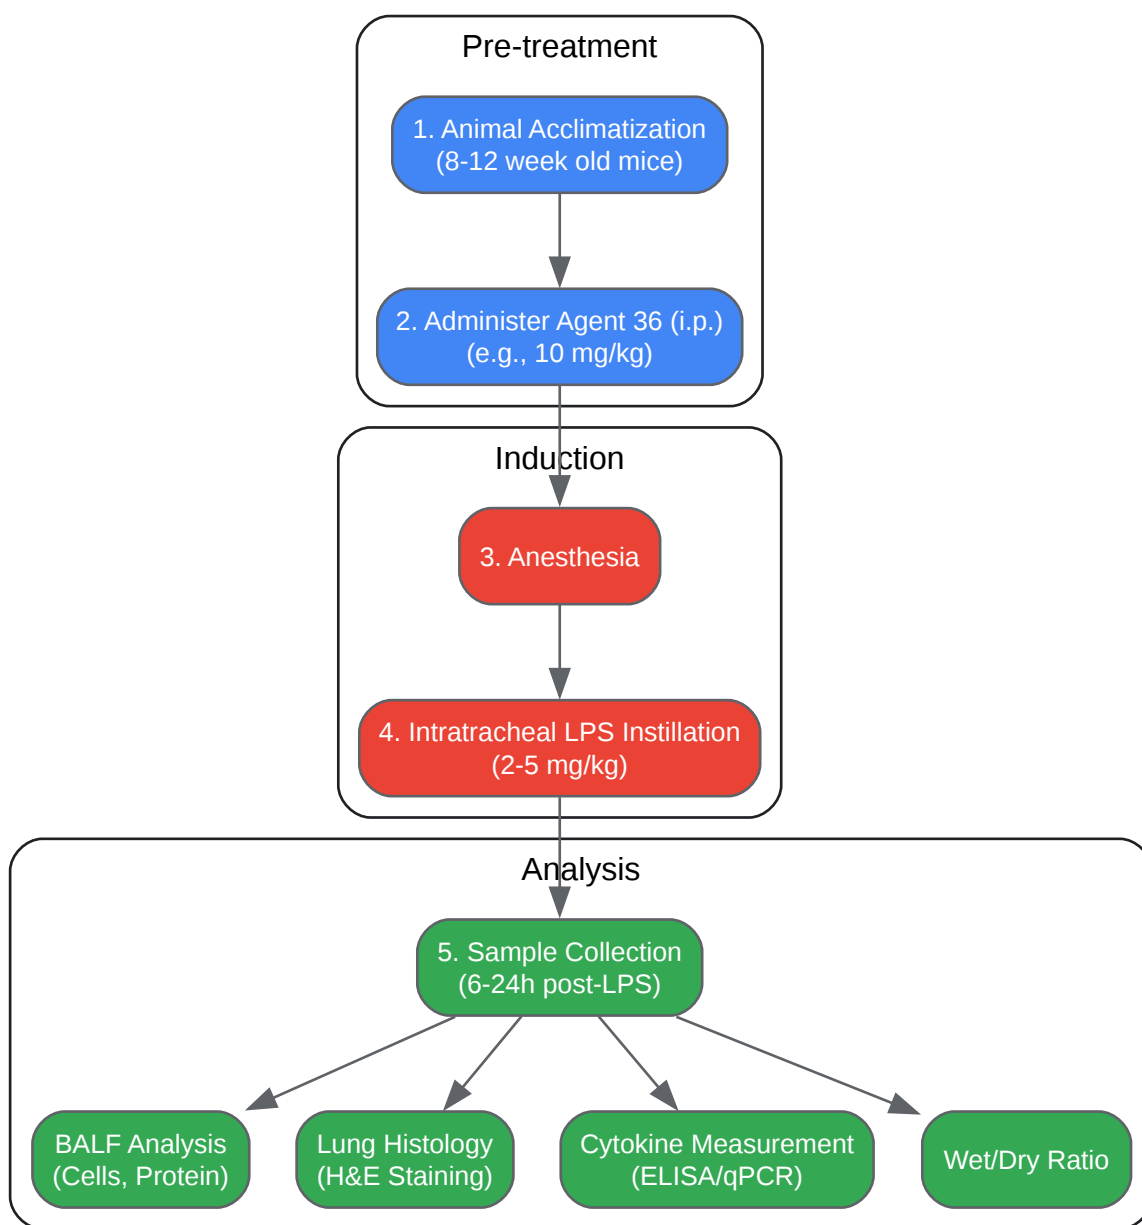 Pre-treatment
1. Animal Acclimatization
(8-12 week old mice)
2. Administer Agent 36 (i.p.)
(e.g., 10 mg/kg)
Induction
3. Anesthesia
4. Intratracheal LPS Instillation
(2-5 mg/kg)
Analysis
5. Sample Collection
(6-24h post-LPS)
BALF Analysis
(Cells, Protein)
Lung Histology
(H&E Staining)
Cytokine Measurement
(ELISA/qPCR)
Wet/Dry Ratio